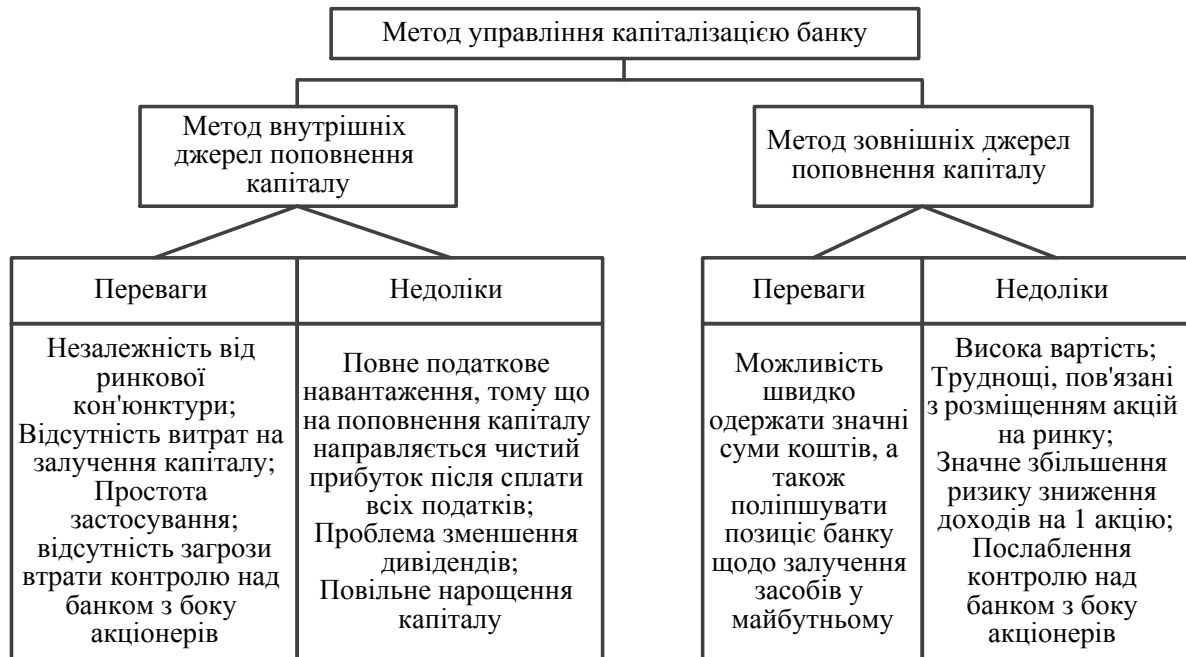 Метод управління капіталізацією банку
Метод внутрішніх
джерел поповнення
капіталу
Метод зовнішніх джерел
поповнення капіталу
Переваги
Недоліки
Переваги
Недоліки
Незалежність від
ринкової
кон'юнктури;
Відсутність витрат на
залучення капіталу;
Простота
застосування;
відсутність загрози
втрати контролю над
банком з боку
акціонерів
Повне податкове
навантаження, тому що
на поповнення капіталу
направляється чистий
прибуток після сплати
всіх податків;
Проблема зменшення
дивідендів;
Повільне нарощення
капіталу
Можливість
швидко
одержати значні
суми коштів, а
також
поліпшувати
позиціє банку
щодо залучення
засобів у
майбутньому
Висока вартість;
Труднощі, пов'язані
з розміщенням акцій
на ринку;
Значне збільшення
ризику зниження
доходів на 1 акцію;
Послаблення
контролю над
банком з боку
акціонерів